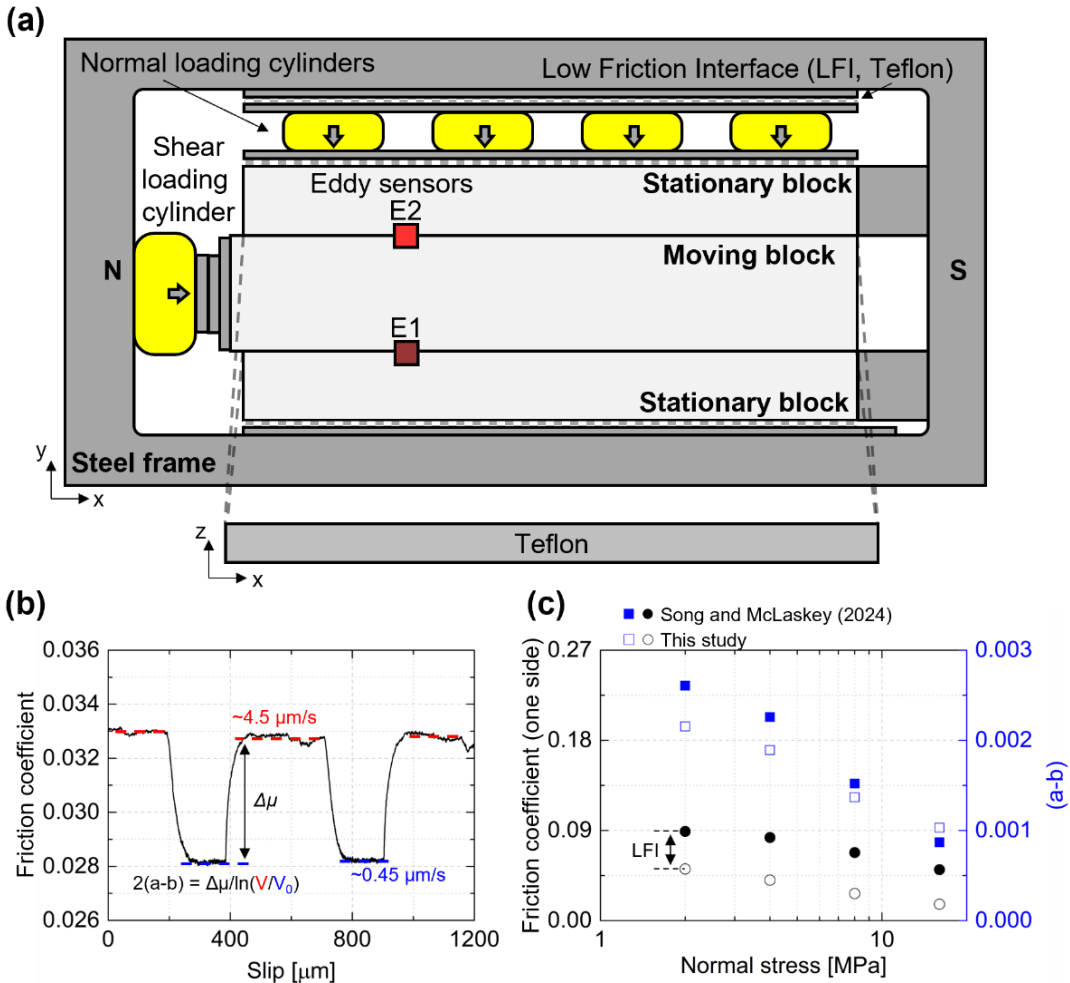 (a)
Normal loading cylinders
Low Friction Interface (LFI, Teflon)
Shear
loading
cylinder
Eddy sensors
E2
Stationary block
Moving block
N
S
E1
Stationary block
Steel frame
y
x
Teflon
z
x
(b)
0.036
0.034
0.032
0.030
0.028
0.026
Friction coefficient
~4.5 μm/s
Δμ
2(a-b) = Δμ/ln(V/V₀)
~0.45 μm/s
0
400
800
1200
Slip [μm]
(c)
Song and McLaskey (2024)
This study
0.27
0.18
0.09
0.00
Friction coefficient (one side)
LFI
0.003
0.002
0.001
0.000
(a-b)
1
10
Normal stress [MPa]